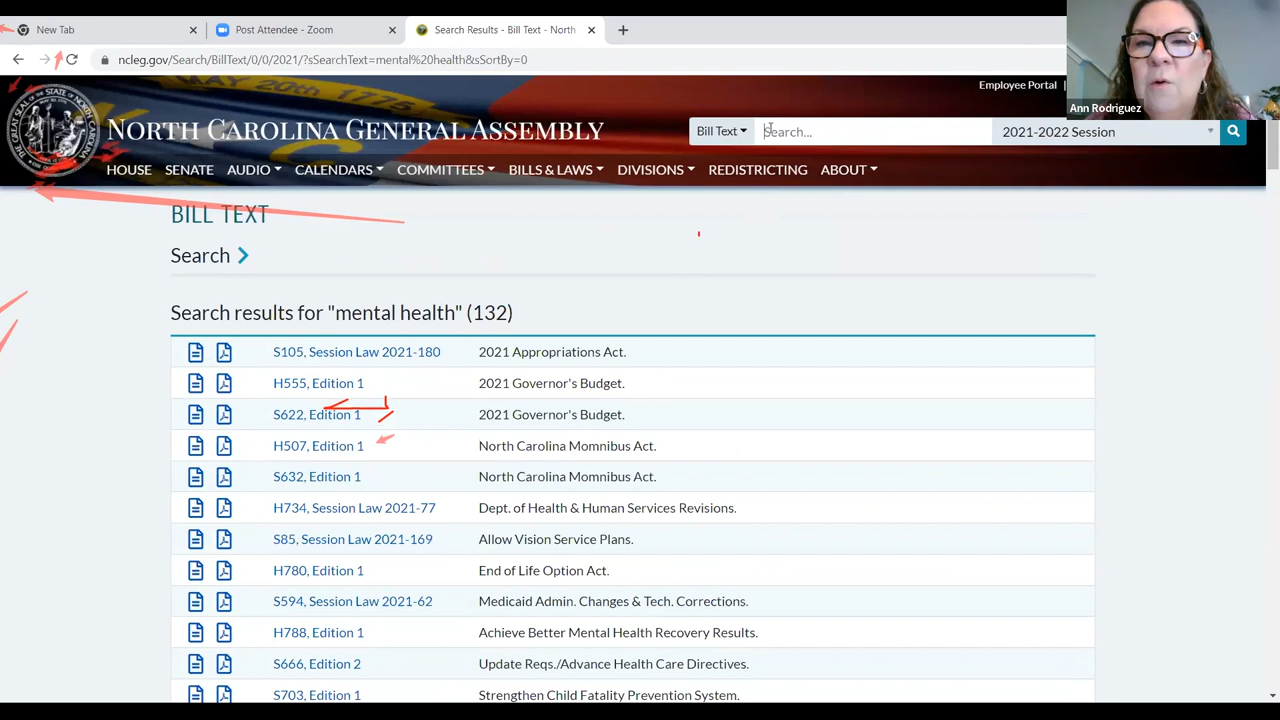 New Tab
Post Attendee - Zoom
Search Results - Bill Text - North
ncleg.gov/Search/BillText/0/0/2021/?sSearchText=mental%20health&sSortBy=0
Ann Rodriguez
Employee Portal |
NORTH CAROLINA GENERAL ASSEMBLY
Bill Text
Search...
2021-2022 Session
HOUSE SENATE AUDIO CALENDARS COMMITTEES BILLS & LAWS DIVISIONS REDISTRICTING ABOUT
BILL TEXT
Search
Search results for "mental health" (132)
S105, Session Law 2021-180 2021 Appropriations Act.
H555, Edition 1 2021 Governor's Budget.
S622, Edition 1 2021 Governor's Budget.
H507, Edition 1 North Carolina Momnibus Act.
S632, Edition 1 North Carolina Momnibus Act.
H734, Session Law 2021-77 Dept. of Health & Human Services Revisions.
S85, Session Law 2021-169 Allow Vision Service Plans.
H780, Edition 1 End of Life Option Act.
S594, Session Law 2021-62 Medicaid Admin. Changes & Tech. Corrections.
H788, Edition 1 Achieve Better Mental Health Recovery Results.
S666, Edition 2 Update Reqs./Advance Health Care Directives.
S703, Edition 1 Strengthen Child Fatality Prevention System.